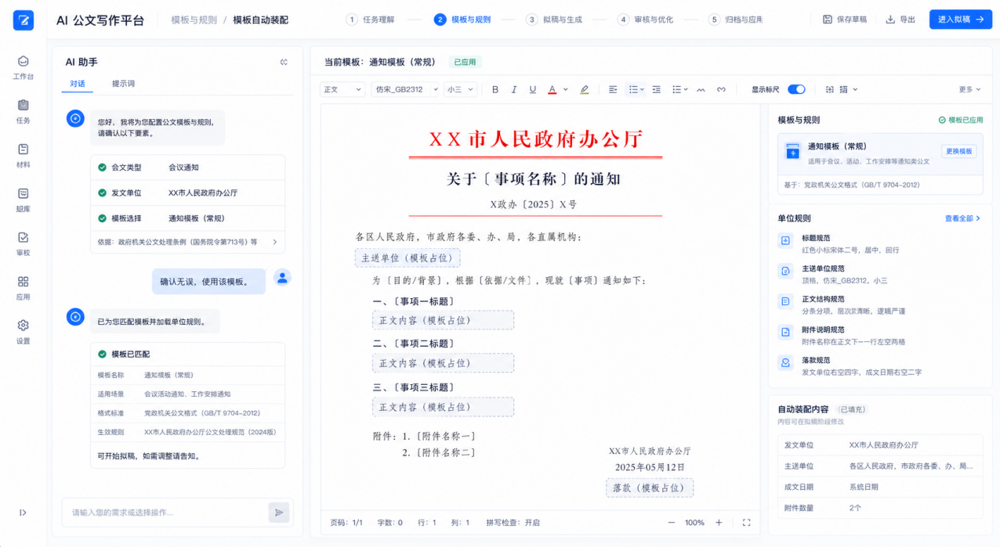 AI 公文写作平台
模板与规则 / 模板自动装配
1 任务理解
2 模板与规则
3 拟稿与生成
4 审核与优化
5 归档与应用
保存草稿
导出
进入拟稿 →
工作台
任务
材料
审核
应用
设置
AI 助手
对话
提示词
您好，我将为您配置公文模板与规则，
请确认以下要素。
会文类型 会议通知
发文单位 XX市人民政府办公厅
模板选择 通知模板（常规）
依据：政府机关公文处理条例（国务院令第713号）等
确认无误，使用该模板。
已为您匹配模板并加载单位规则。
模板已匹配
模板名称 通知模板（常规）
适用场景 会议活动通知、工作安排通知
格式标准 党政机关公文格式（GB/T 9704-2012）
生效规则 XX市人民政府办公厅公文处理规范（2024版）
可开始拟稿，如需调整请告知。
请输入您的需求或选择操作...
当前模板：通知模板（常规）
已应用
正文
仿宋_GB2312
小三
B I U A
显示标尺
更多
XX市人民政府办公厅
关于〔事项名称〕的通知
X政办〔2025〕X号
各区人民政府，市政府各委、办、局，各直属机构：
主送单位（模板占位）
为〔目的/背景〕，根据〔依据/文件〕，现就〔事项〕通知如下：
一、〔事项一标题〕
正文内容（模板占位）
二、〔事项二标题〕
正文内容（模板占位）
三、〔事项三标题〕
正文内容（模板占位）
附件：1.〔附件名称一〕
2.〔附件名称二〕
XX市人民政府办公厅
2025年05月12日
落款（模板占位）
页码：1/1
字数：0
行：1
列：1
拼写检查：开启
— 100% +
模板与规则
模板已应用
通知模板（常规）
适用于会议、活动、工作安排等通知类公文
更换模板
基于：党政机关公文格式（GB/T 9704-2012）
单位规则
查看全部
标题规范
红色小标宋体二号，居中，回行
主送单位规范
顶格，仿宋_GB2312，小三
正文结构规范
分条分项，层次清晰，逻辑严谨
附件说明规范
附件名称在正文下一行左空两格
落款规范
发文单位右空四字，成文日期右空二字
自动装配内容（已填充）
内容可在拟稿阶段修改
发文单位 XX市人民政府办公厅
主送单位 各区人民政府，市政府各委、办、局...
成文日期 系统日期
附件数量 2个